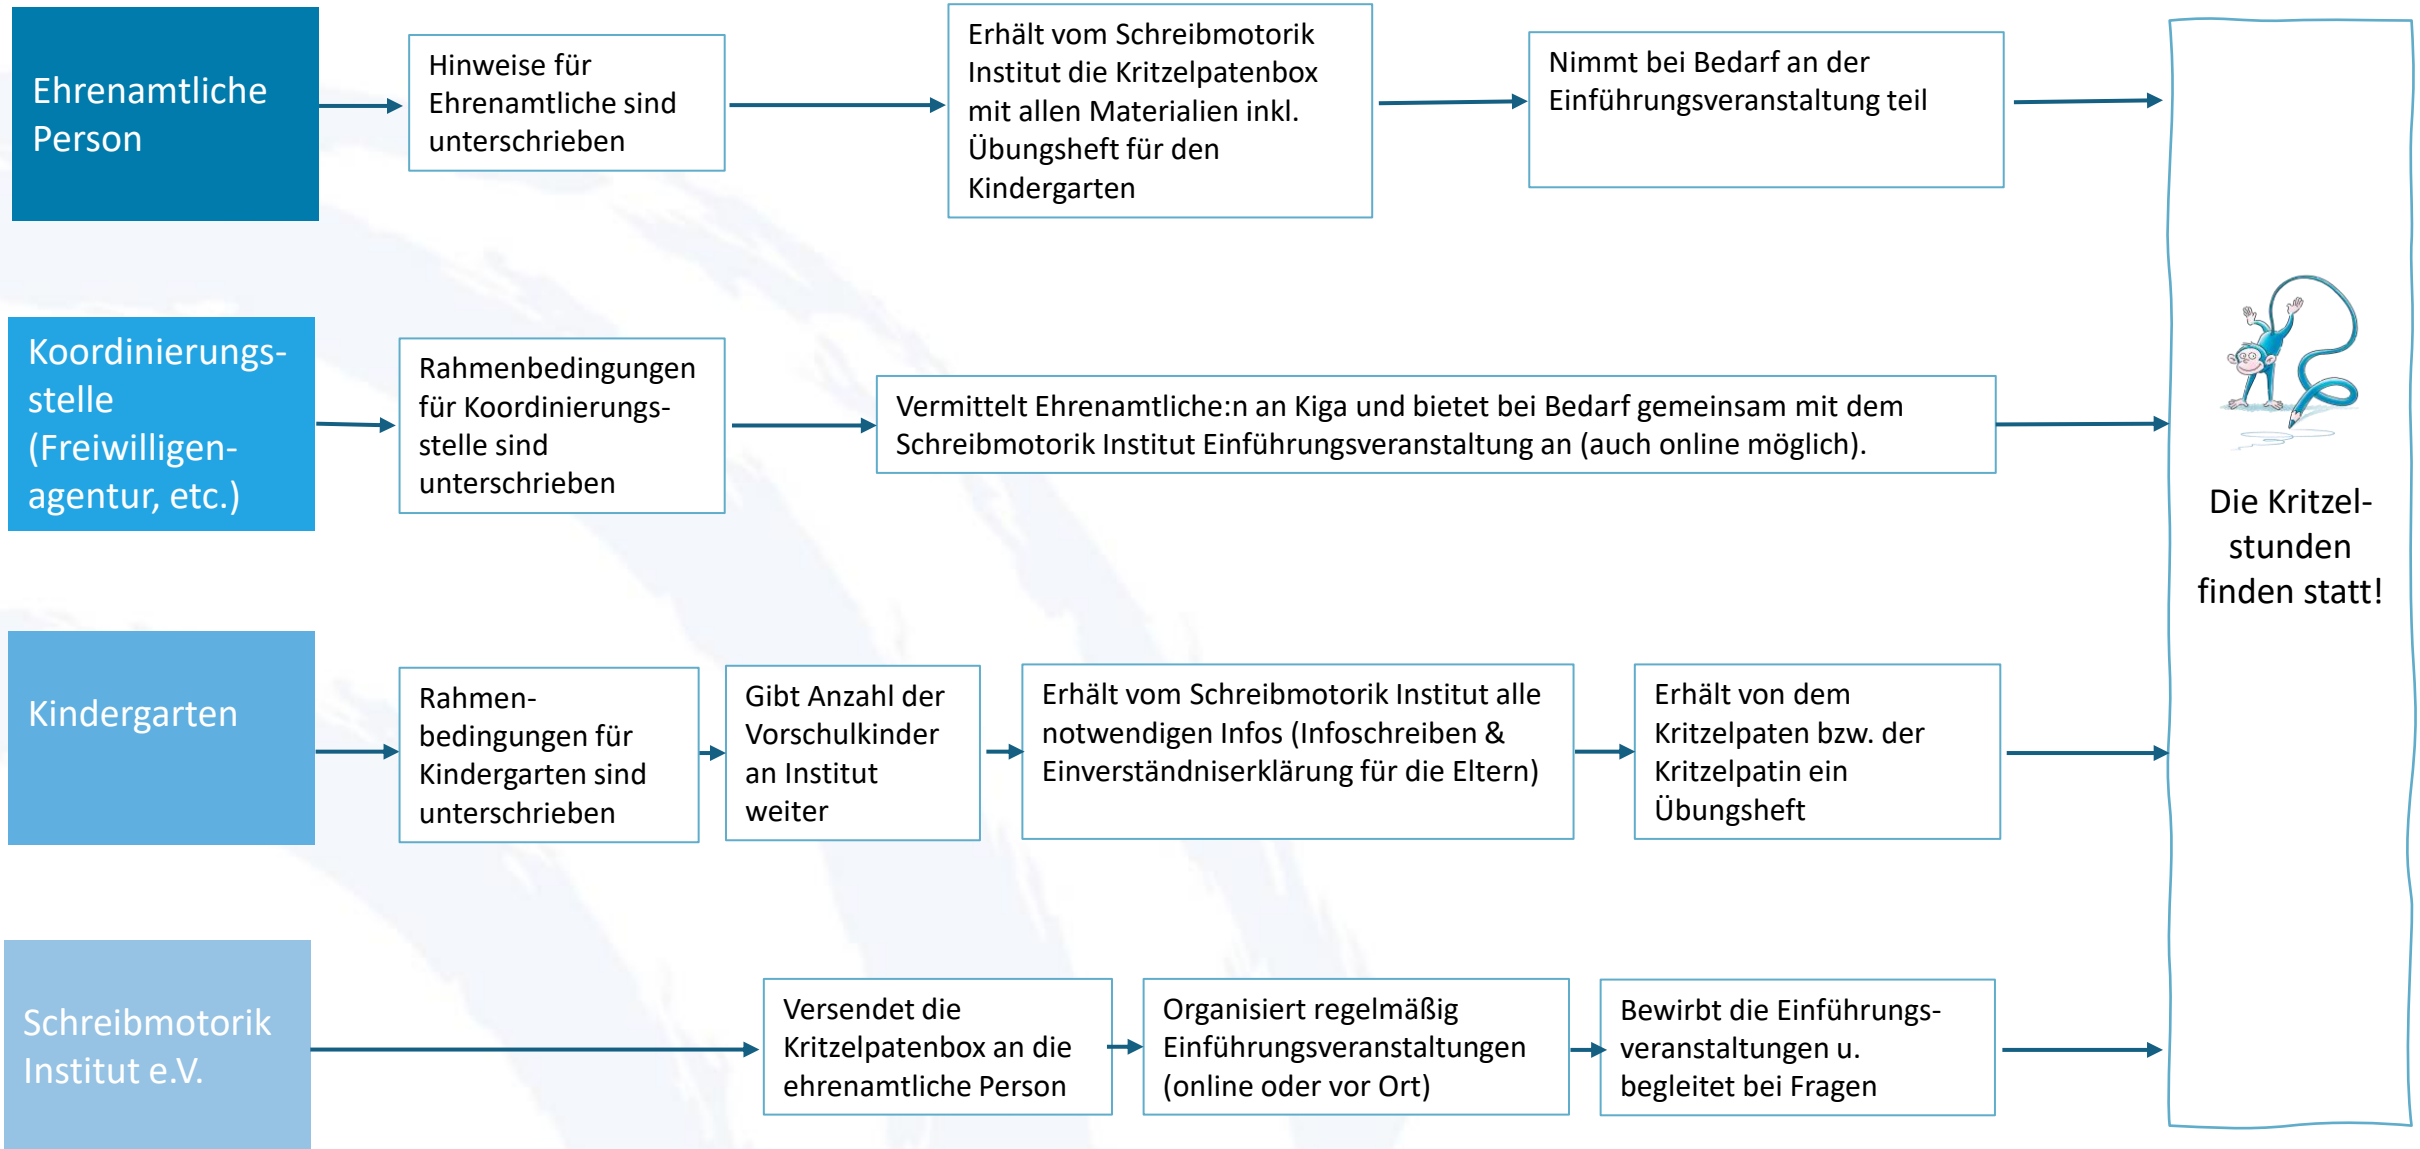 Ehrenamtliche
Person
Hinweise für
Ehrenamtliche sind
unterschrieben
Erhält vom Schreibmotorik
Institut die Kritzelpatenbox
mit allen Materialien inkl.
Übungsheft für den
Kindergarten
Nimmt bei Bedarf an der
Einführungsveranstaltung teil
Koordinierungs-
stelle
(Freiwilligen-
agentur, etc.)
Rahmenbedingungen
für Koordinierungs-
stelle sind
unterschrieben
Vermittelt Ehrenamtliche:n an Kiga und bietet bei Bedarf gemeinsam mit dem
Schreibmotorik Institut Einführungsveranstaltung an (auch online möglich).
Kindergarten
Rahmen-
bedingungen für
Kindergarten sind
unterschrieben
Gibt Anzahl der
Vorschulkinder
an Institut
weiter
Erhält vom Schreibmotorik Institut alle
notwendigen Infos (Infoschreiben &
Einverständniserklärung für die Eltern)
Erhält von dem
Kritzelpaten bzw. der
Kritzelpatin ein
Übungsheft
Schreibmotorik
Institut e.V.
Versendet die
Kritzelpatenbox an die
ehrenamtliche Person
Organisiert regelmäßig
Einführungsveranstaltungen
(online oder vor Ort)
Bewirbt die Einführungs-
veranstaltungen u.
begleitet bei Fragen
Die Kritzel-
stunden
finden statt!